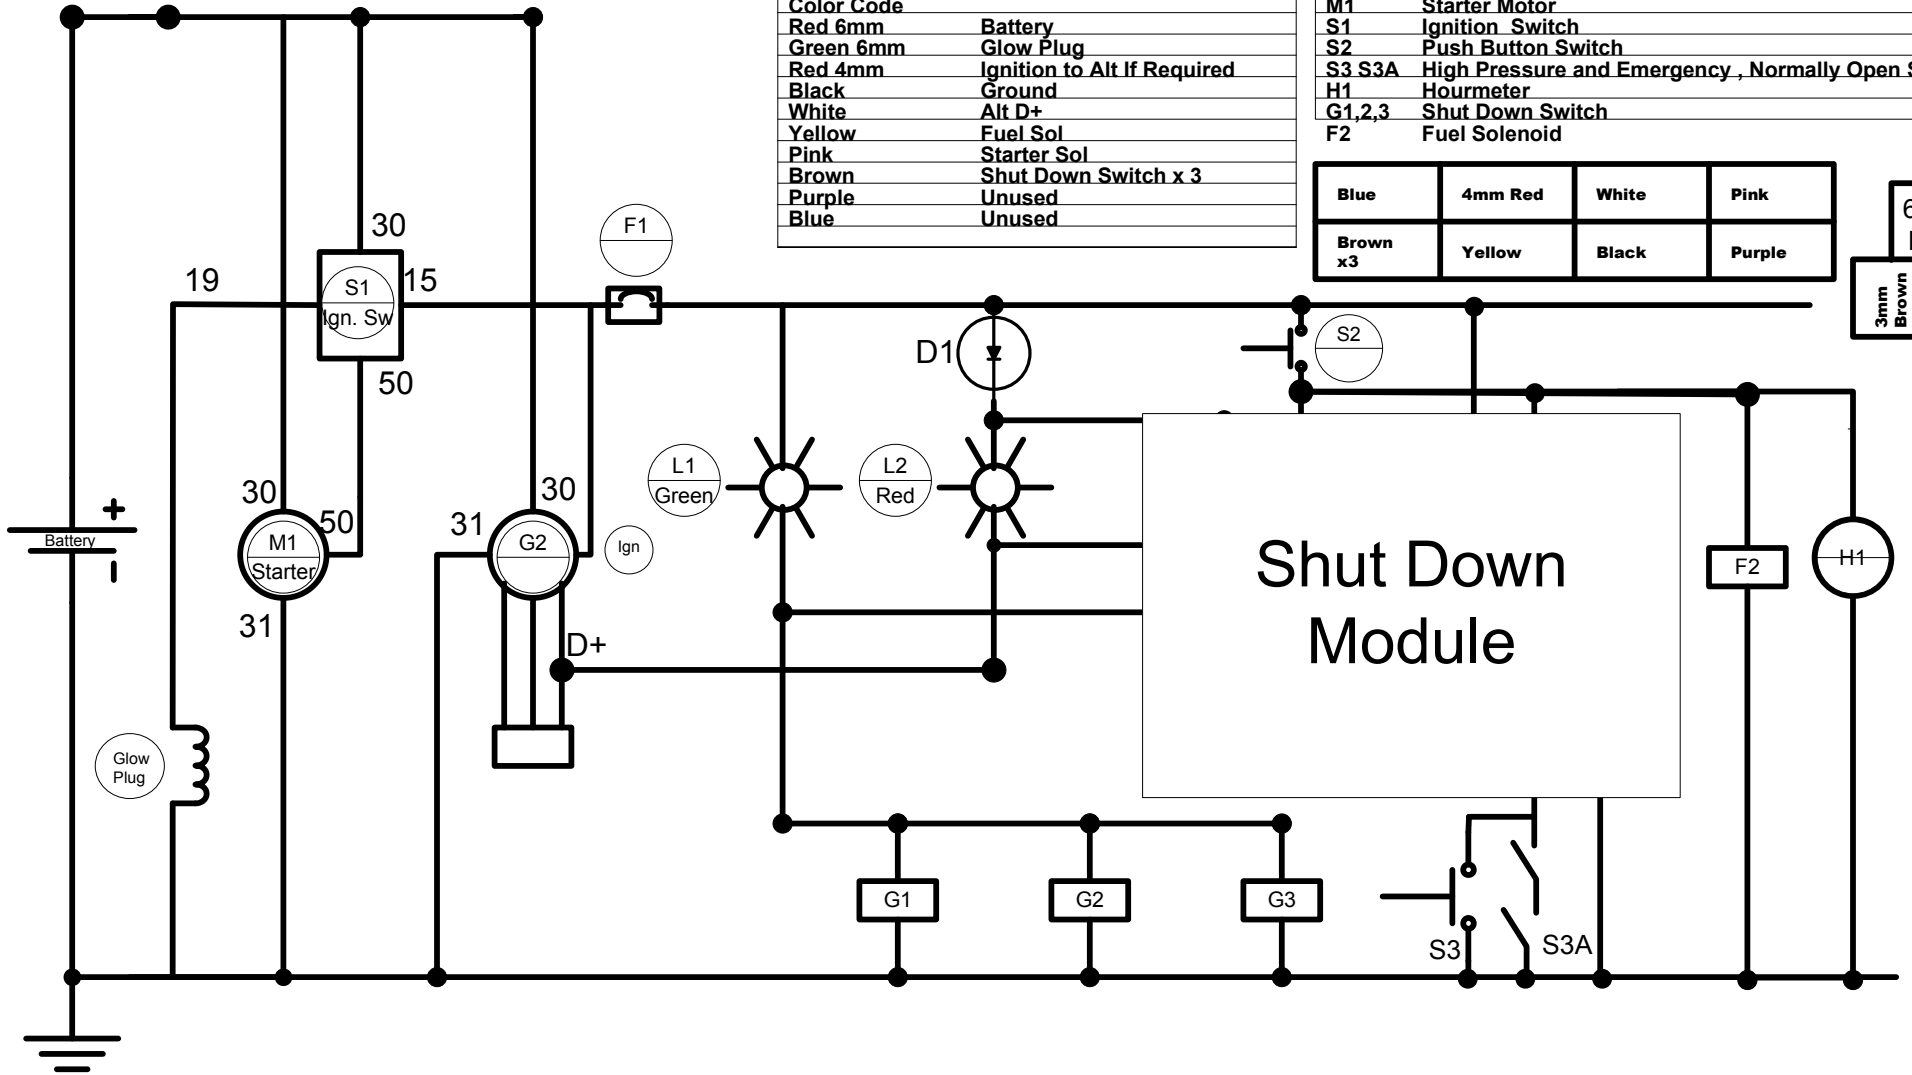 Color Code
Red 6mm Battery
Green 6mm Glow Plug
Red 4mm Ignition to Alt If Required
Black Ground
White Alt D+
Yellow Fuel Sol
Pink Starter Sol
Brown Shut Down Switch x 3
Purple Unused
Blue Unused
M1 Starter Motor
S1 Ignition Switch
S2 Push Button Switch
S3 S3A High Pressure and Emergency , Normally Open
H1 Hourmeter
G1,2,3 Shut Down Switch
F2 Fuel Solenoid
Blue 4mm Red White Pink
Brown x3 Yellow Black Purple
3mm
Brown
30
F1
19
S1
Ign. Sw
15
50
D1
S2
L1
Green
L2
Red
30
50
M1
Starter
31
+
Battery
-
31
30
G2
Ign
D+
Shut Down
Module
F2
H1
Glow
Plug
G1
G2
G3
S3
S3A